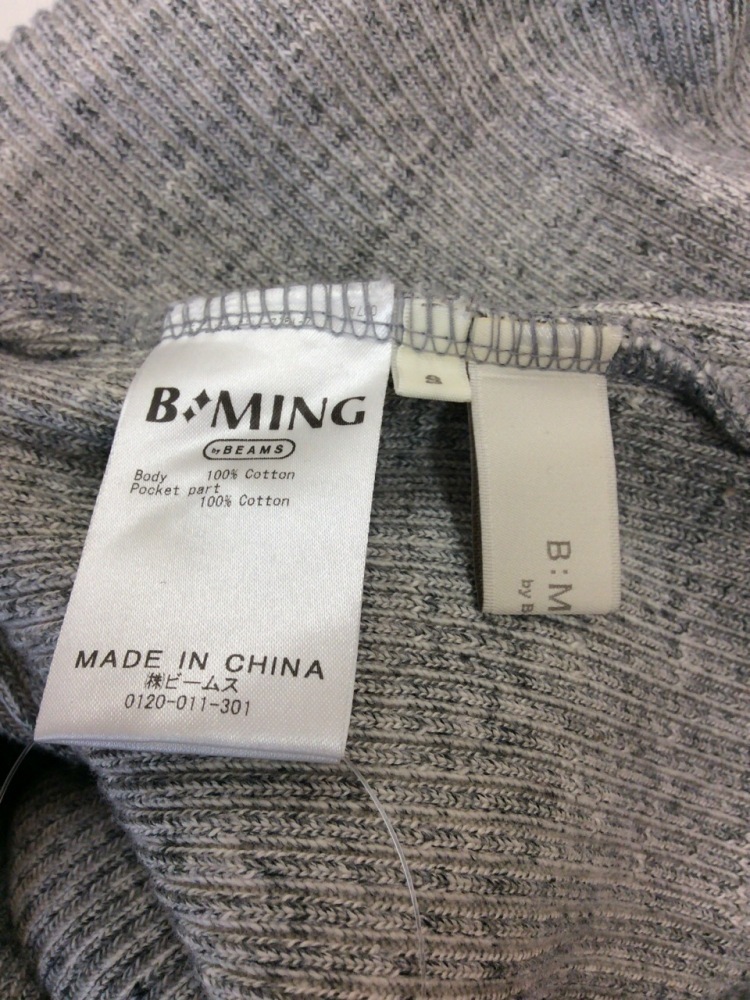 B:MING
by BEAMS
Body 100% Cotton
Pocket part
100% Cotton
MADE IN CHINA
㈱ビームス
0120-011-301
S
B:M
by B